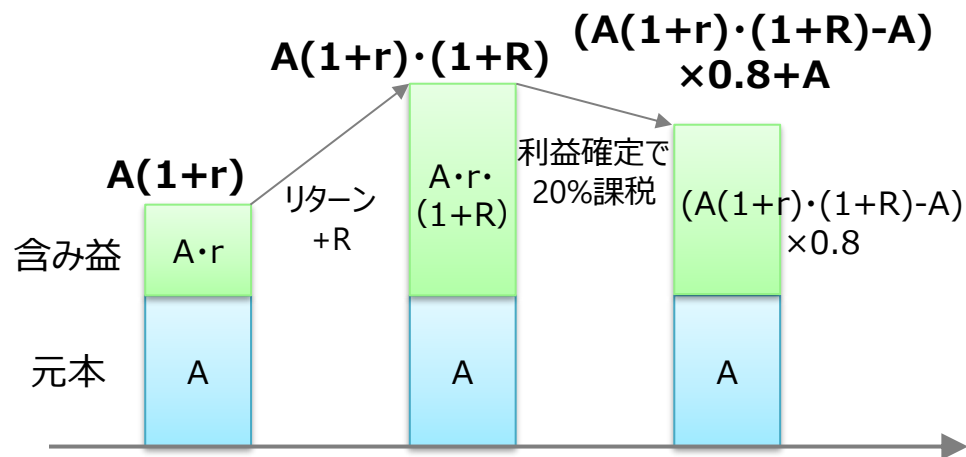 (A(1+r)・(1+R)-A)
×0.8+A
A(1+r)・(1+R)
A(1+r)
リターン
+R
利益確定で
20%課税
含み益
A・r
A・r・
(1+R)
(A(1+r)・(1+R)-A)
×0.8
元本
A
A
A